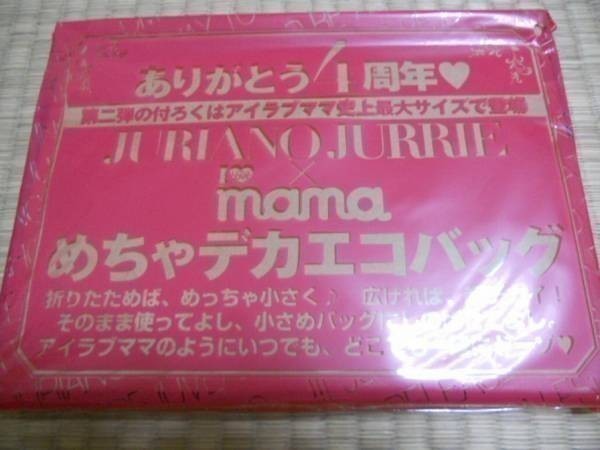 ありがとう4周年♥
第二弾の付ろくはアイラブママ史上最大サイズで登場
JURIANO JURRIE
×
I LOVE
mama
めちゃデカエコバッグ
折りたためば、めっちゃ小さく♪ 広ければ、
そのまま使ってよし、小さめバッグ
アイラブママのようにいつでも、どこ